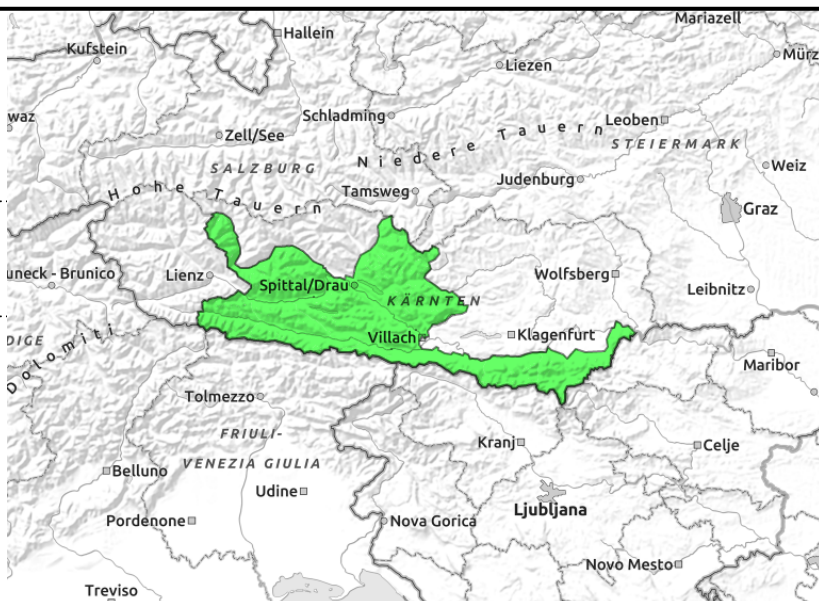 Mariazell
Hallein
Kufstein
Mürz
Liezen
waz
Schladming
Leoben
Zell/See
Niedere Tauern
STEIERMARK
SALZBURG
Weiz
Hohe Tauern
Tamsweg
Judenburg
Graz
uneck - Brunico
Lienz
Wolfsberg
Spittal/Drau
Leibnitz
KÄRNTEN
Villach
Klagenfurt
DIGE
Dolomiti
Maribor
Tolmezzo
FRIULI-
VENEZIA GIULIA
Kranj
Celje
Belluno
Udine
Ljubljana
Pordenone
Nova Gorica
Novo Mesto
Treviso